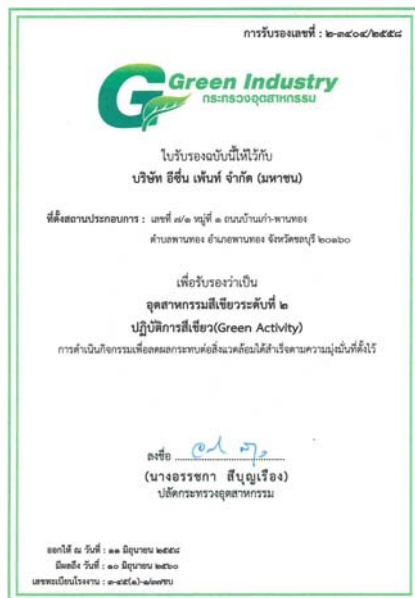 การรับรองเลขที่ : ๒-๓๔๐๔/๒๕๕๘
Green Industry
กระทรวงอุตสาหกรรม
ใบรับรองฉบับนี้ให้ไว้กับ
บริษัท อีซึ่น เพ้นท์ จำกัด (มหาชน)
ที่ตั้งสถานประกอบการ : เลขที่ ๗/๑ หมู่ที่ ๑ ถนนบ้านเก่า-พานทอง
ตำบลพานทอง อำเภอพานทอง จังหวัดชลบุรี ๒๐๑๖๐
เพื่อรับรองว่าเป็น
อุตสาหกรรมสีเขียวระดับที่ ๒
ปฏิบัติการสีเขียว(Green Activity)
การดำเนินกิจกรรมเพื่อลดผลกระทบต่อสิ่งแวดล้อมได้สำเร็จตามความมุ่งมั่นที่ตั้งไว้
ลงชื่อ
(นางอรรชกา สีบุญเรือง)
ปลัดกระทรวงอุตสาหกรรม
ออกให้ ณ วันที่ : ๑๑ มิถุนายน ๒๕๕๘
มีผลถึง วันที่ : ๑๐ มิถุนายน ๒๕๖๐
เลขทะเบียนโรงงาน :